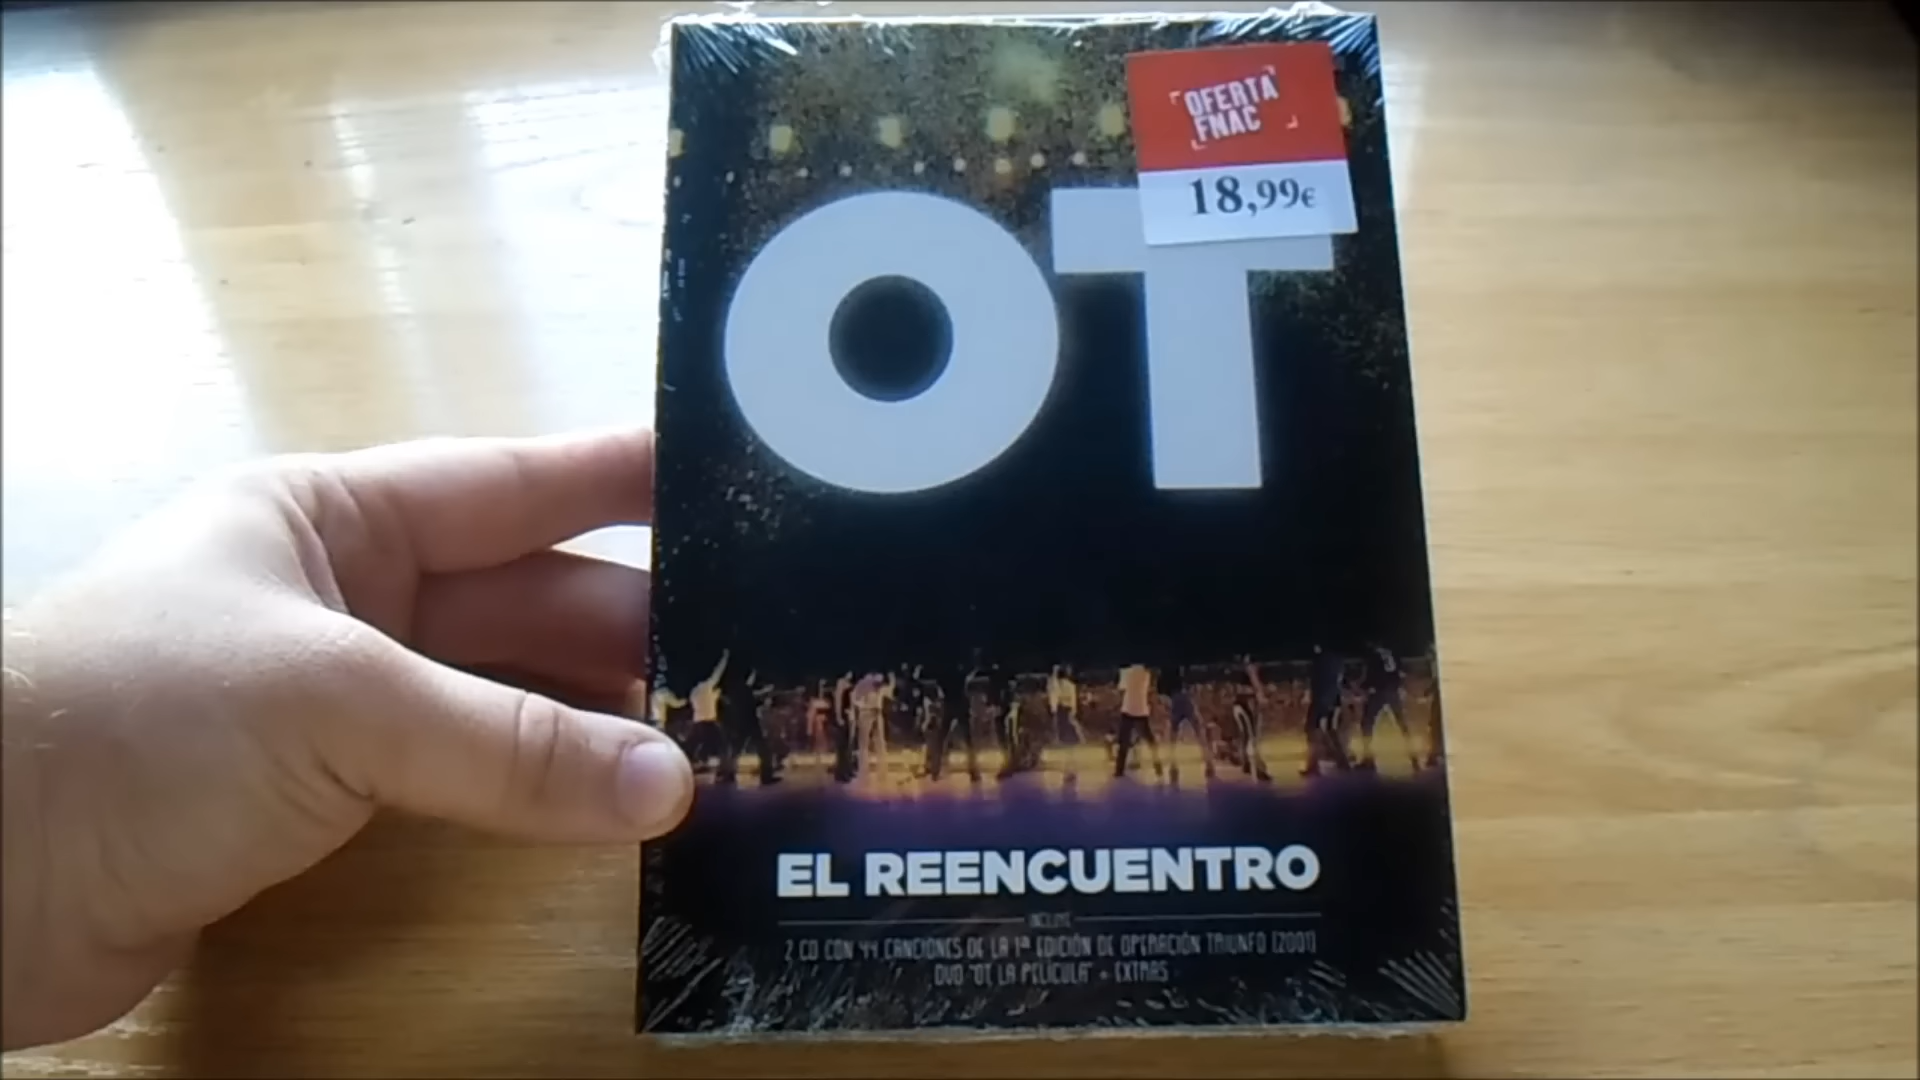 OFERTA
FNAC
18,99€
OT
EL REENCUENTRO
INCLUYE
2 CD CON 44 CANCIONES DE LA 1ª EDICIÓN DE OPERACIÓN TRIUNFO (2001)
DVD "OT LA PELÍCULA" + EXTRAS